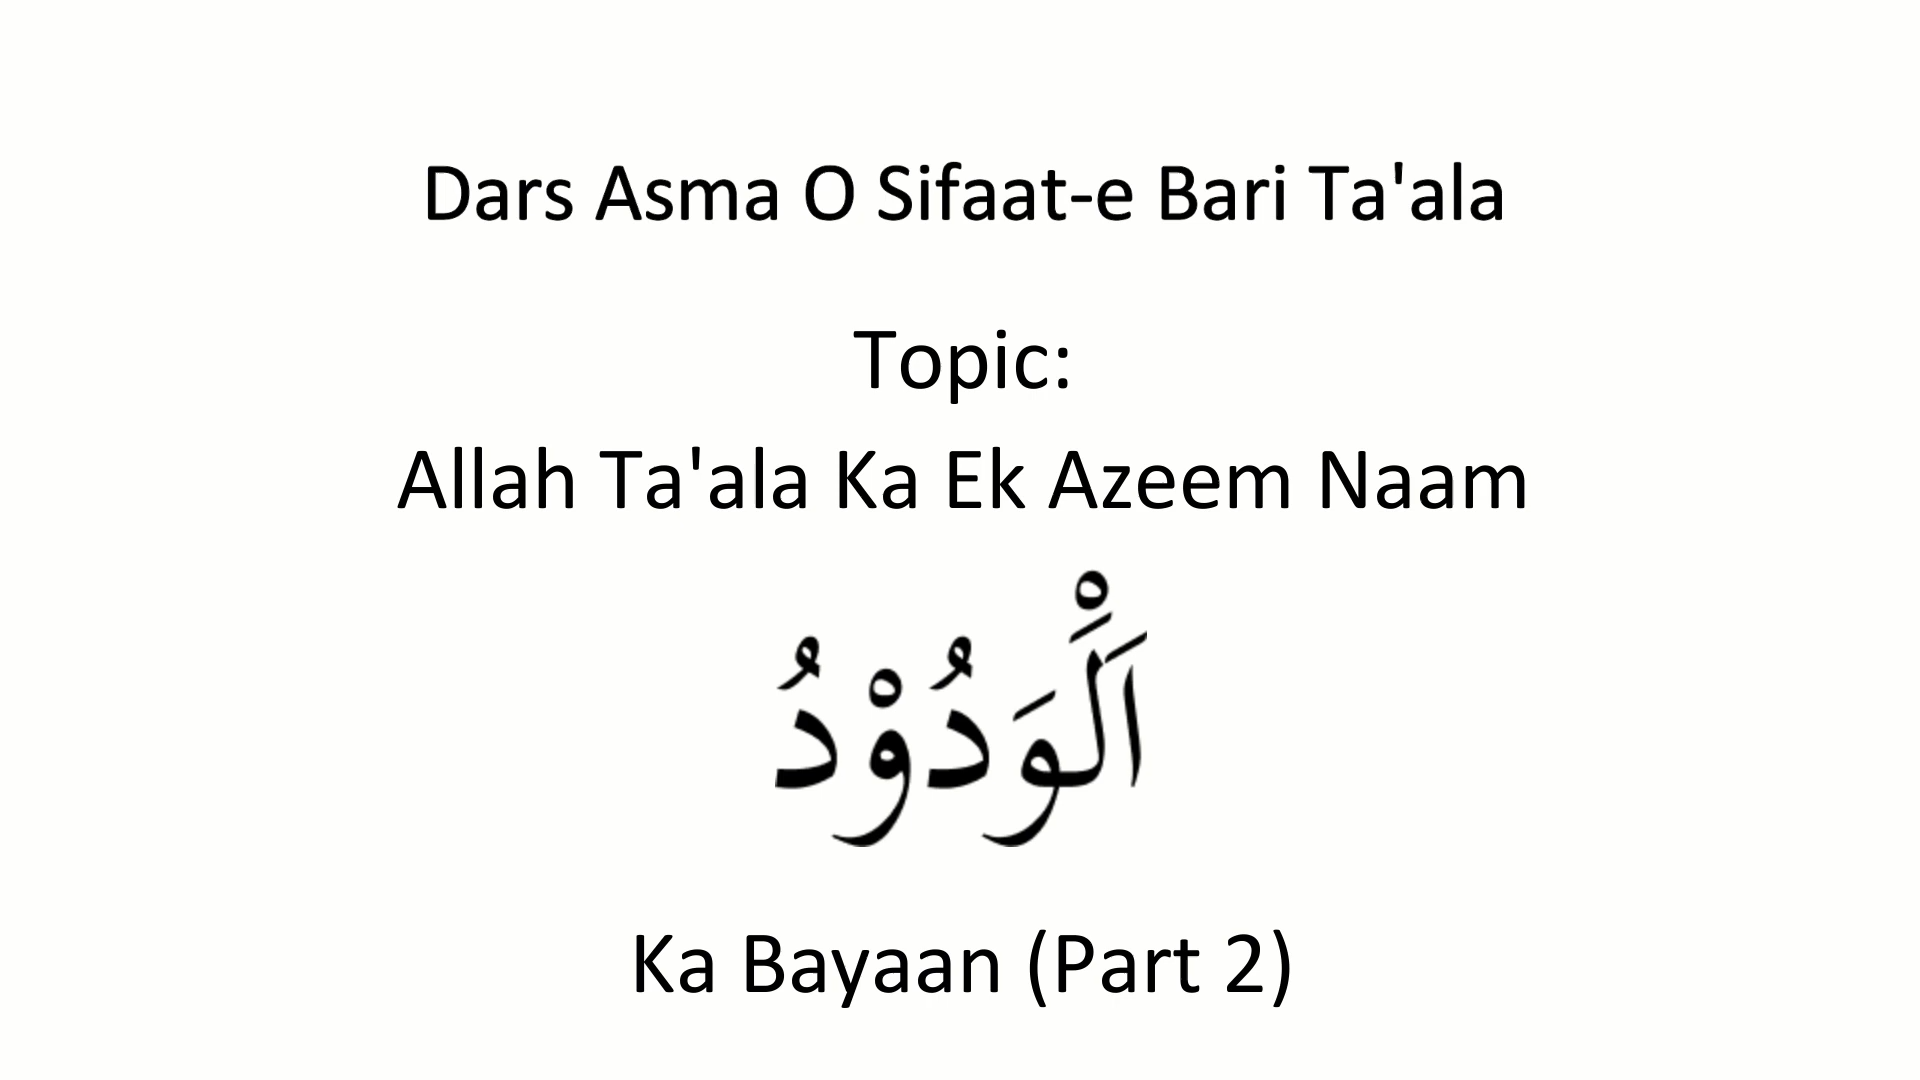 Dars Asma O Sifaat-e Bari Ta'ala
Topic:
Allah Ta'ala Ka Ek Azeem Naam
اَلْوَدُوْدُ
Ka Bayaan (Part 2)